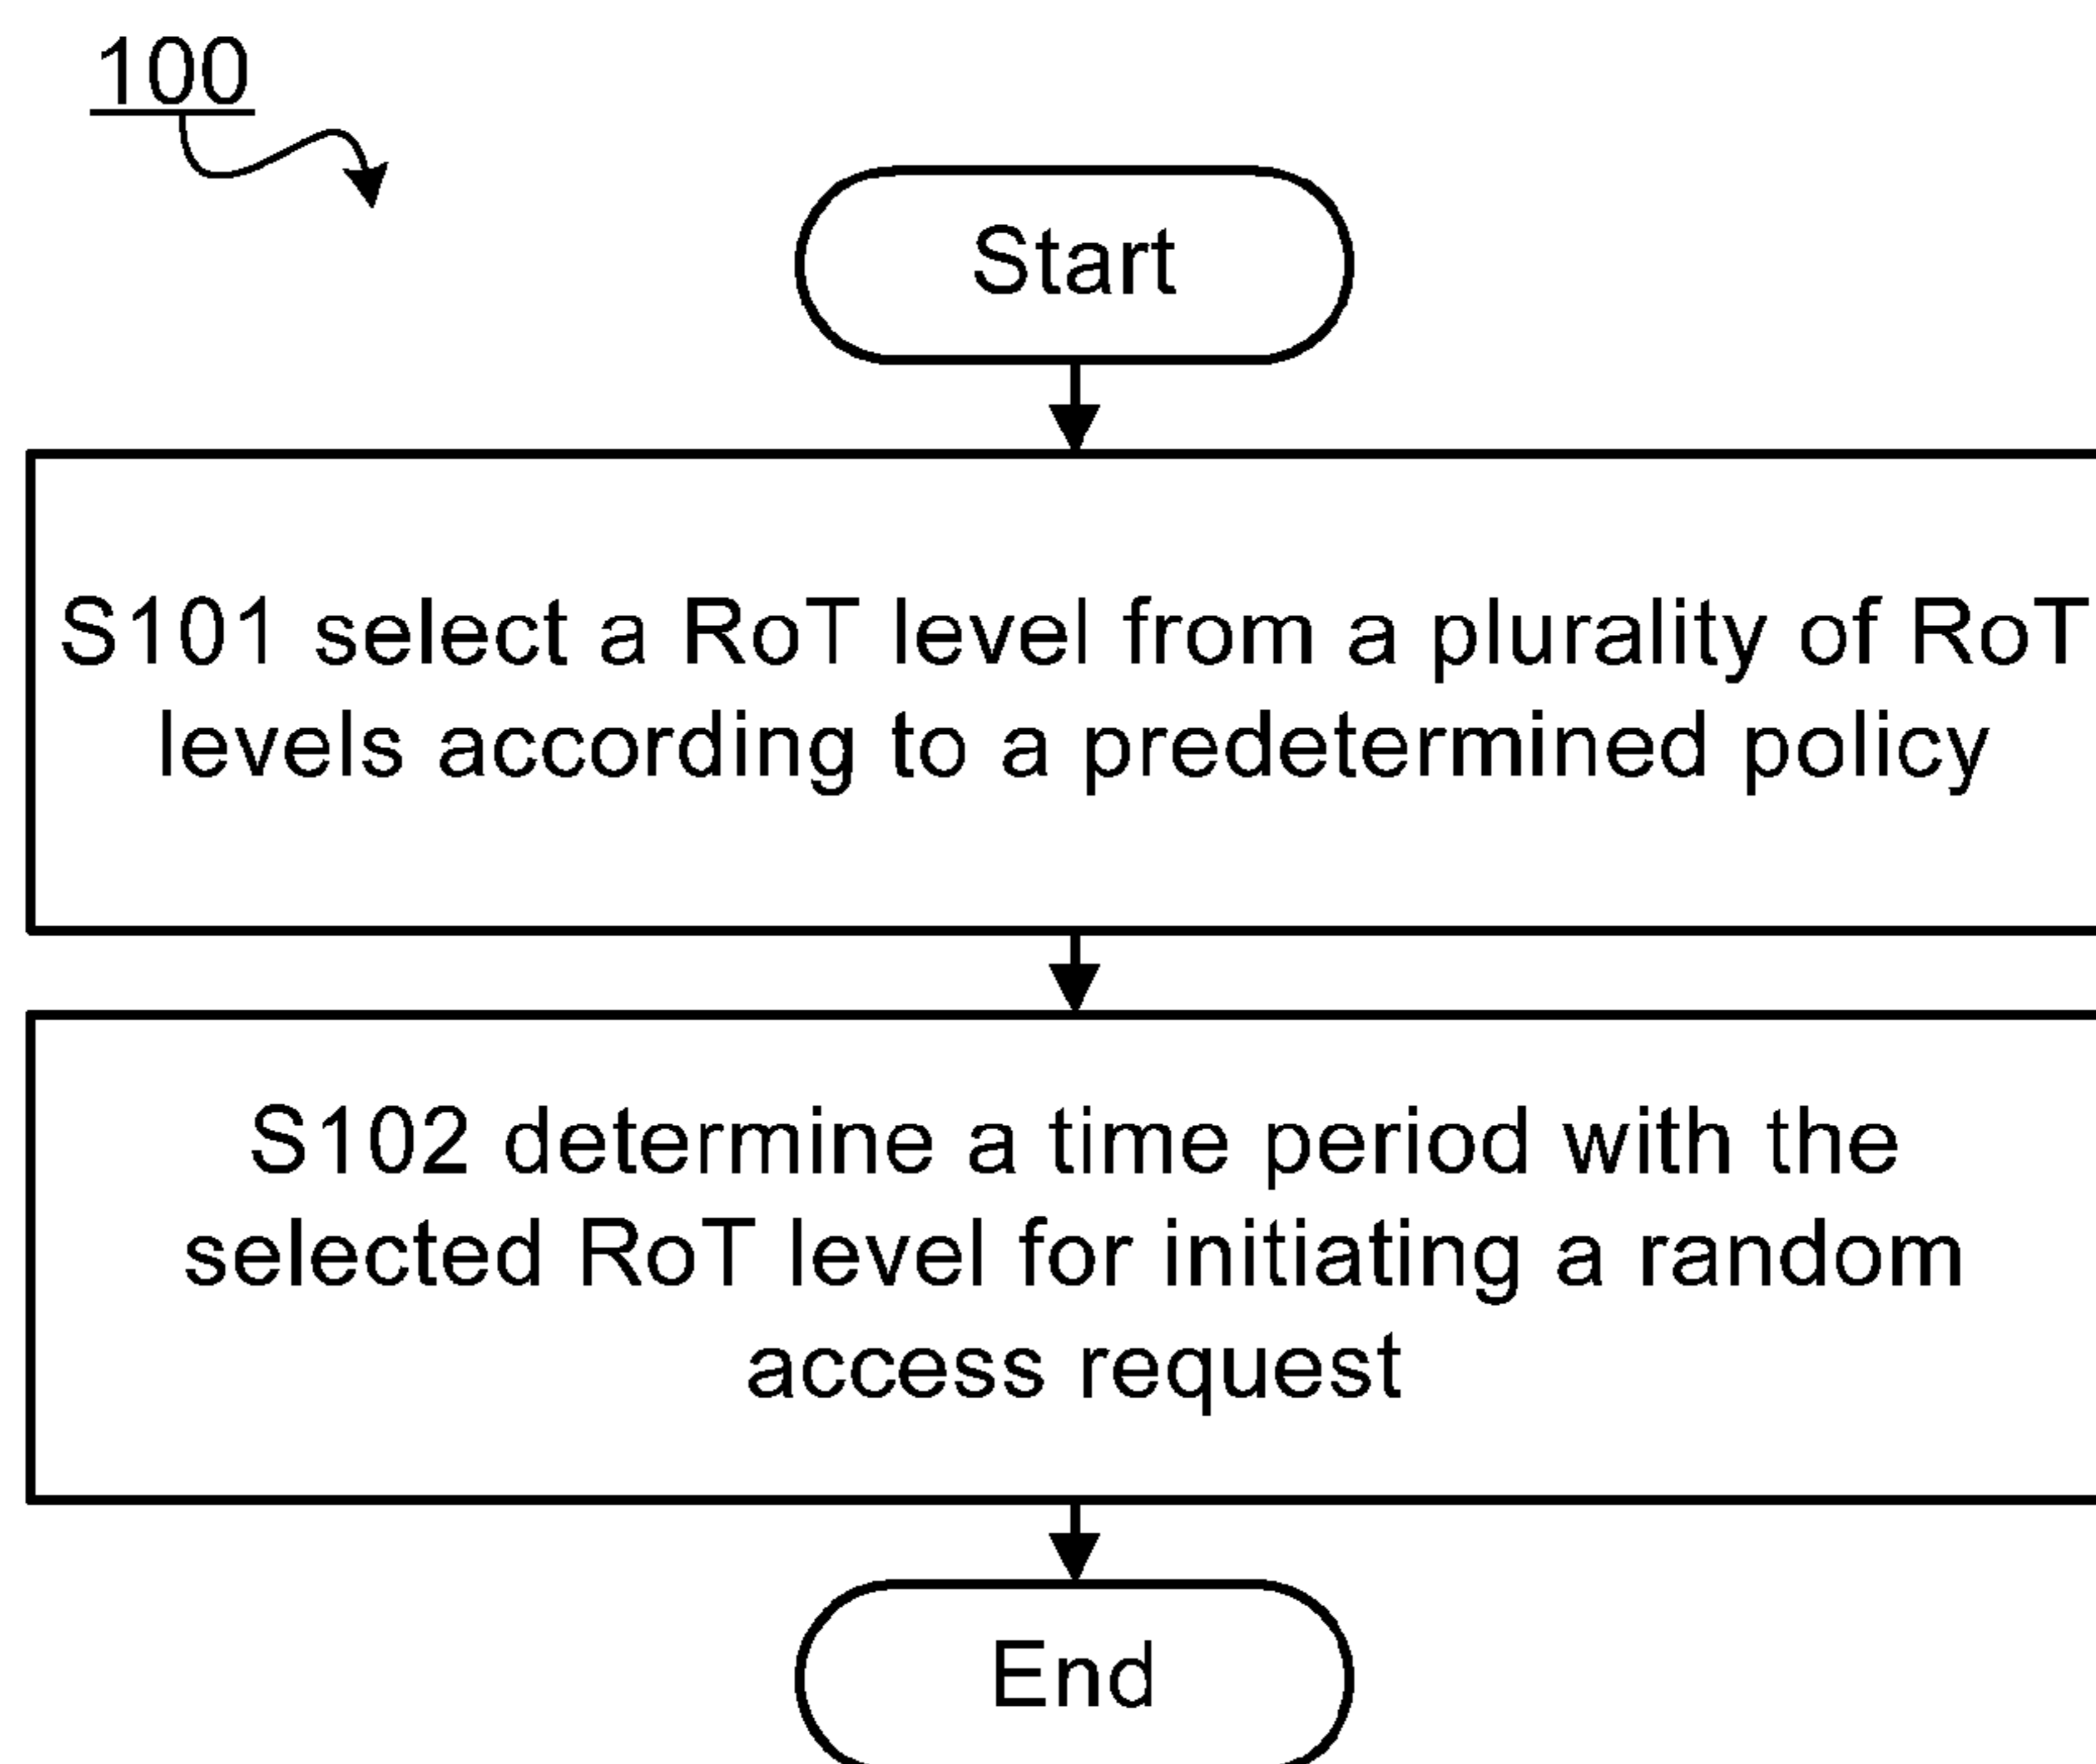 100
Start
S101 select a RoT level from a plurality of RoT
levels according to a predetermined policy
S102 determine a time period with the
selected RoT level for initiating a random
access request
End